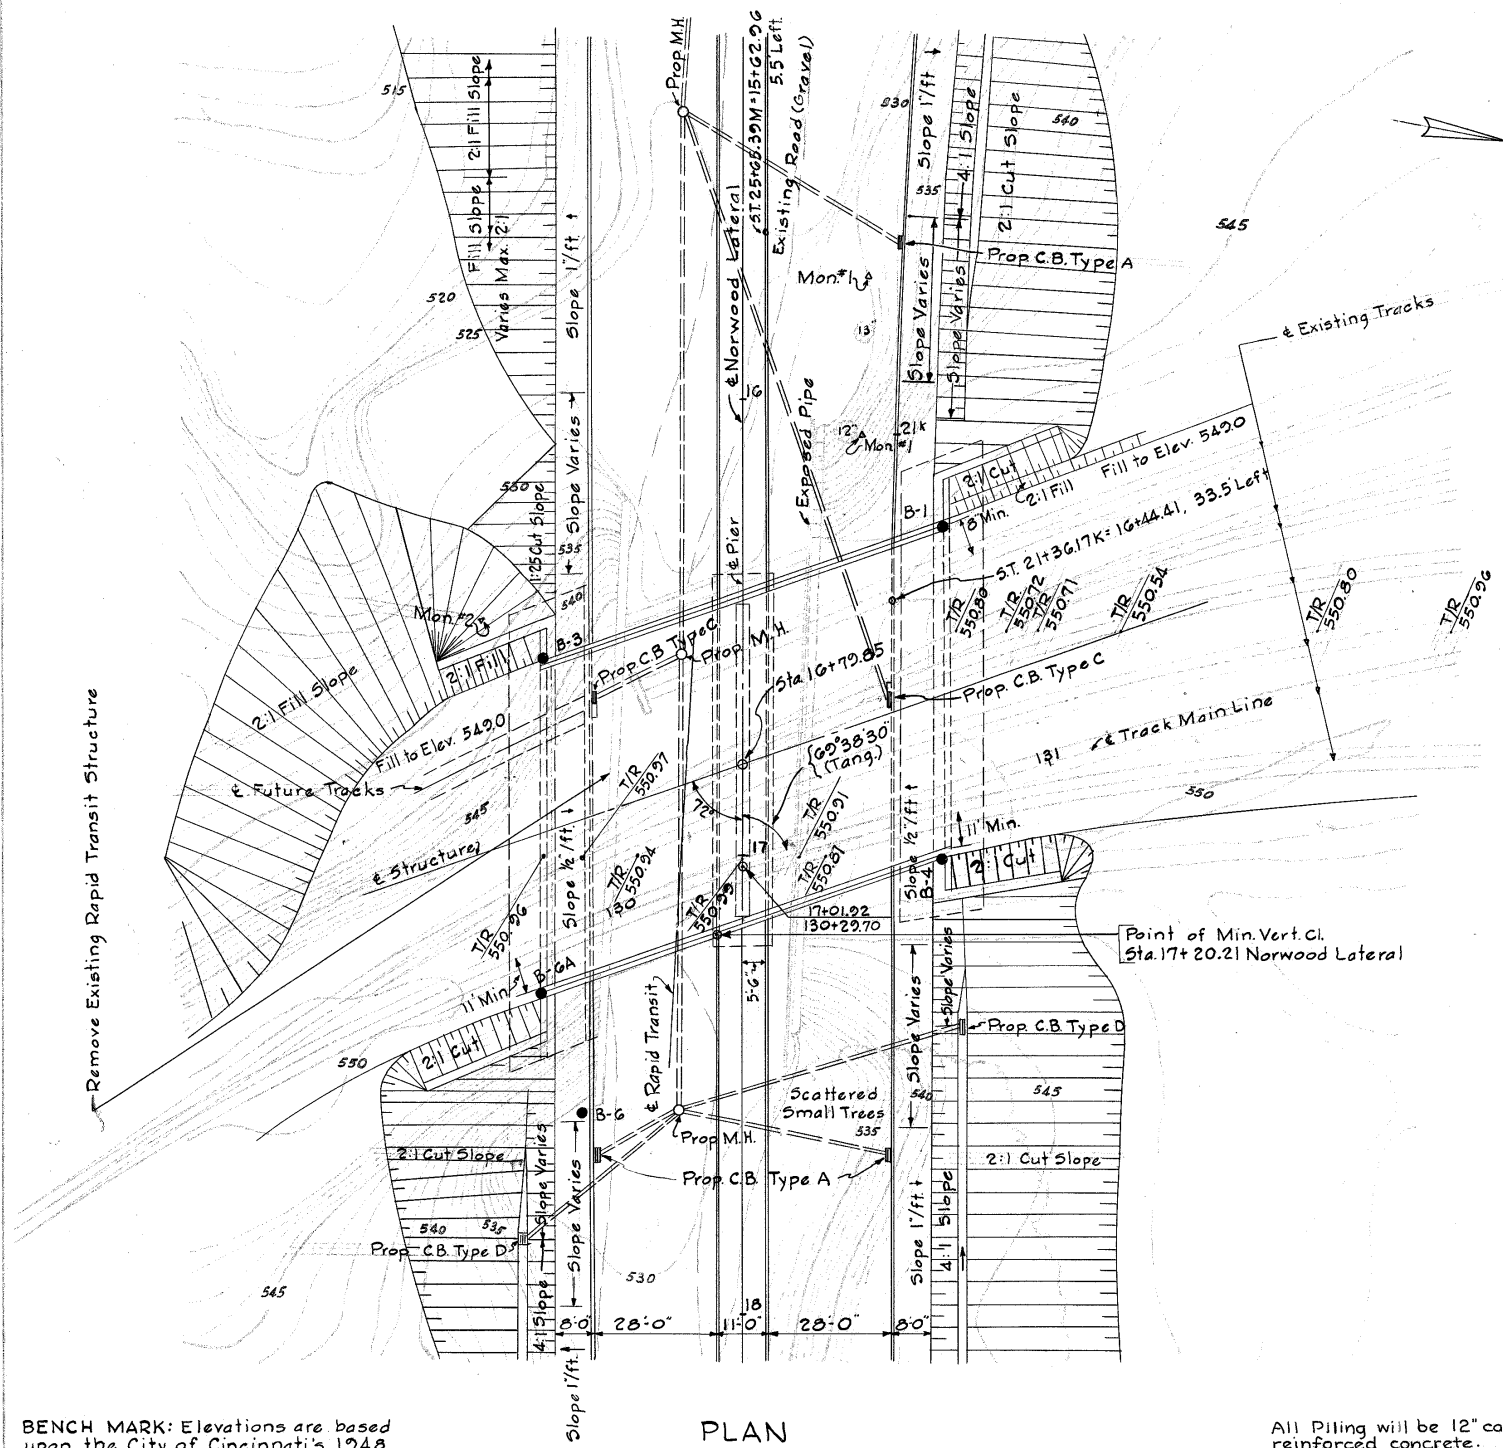 Prop. M.H.
S.T. 25+65.39M=15+62.96
5.5 Left
Existing Road (Gravel)
515
2:1 Fill Slope
Fill Slope
Varies Max. 2:1
Slope 1"/ft.
℄ Norwood Lateral
530
Slope 1"/ft
4:1 Slope
540
2:1 Cut Slope
535
545
Prop. C.B. Type A
Mon. #1
13"
520
525
Slope Varies
Slope Varies
℄ Existing Tracks
16
Exposed Pipe
12"
Mon #1
21K
530
1:25 Cut Slope
Slope Varies
535
540
2:1 Cut
2:1 Fill
Fill to Elev. 549.0
B-1
8' Min.
℄ Pier
S.T. 21+36.17K=16+44.41, 33.5 Left
T/R
550.80
T/R
550.72
T/R
550.71
T/R
550.54
T/R
550.80
T/R
550.96
Mon #2
B-3
2:1 Fill
Prop. C.B Type C
Prop. M.H.
Sta. 16+79.85
Prop. C.B. Type C
2:1 Fill Slope
Fill to Elev. 549.0
℄ Future Tracks
℄ Track Main Line
131
69°38'30"
(Tang.)
T/R
550.97
72°
T/R
550.91
T/R
550.87
545
550
11' Min.
Slope 1/2"/ft.
Slope 1/2"/ft
℄ Structure
17
2:1 Cut
B-4
T/R
550.94
130
T/R
550.99
17+01.92
130+29.70
T/R
550.96
Point of Min. Vert. Cl.
Sta. 17+20.21 Norwood Lateral
B-6A
11' Min.
5'-6"
Remove Existing Rapid Transit Structure
℄ Rapid Transit
Slope Varies
Slope Varies
Prop. C.B. Type D
550
2:1 Cut
Scattered
Small Trees
540
545
535
B-6
Prop M.H.
2:1 Cut Slope
Slope Varies
Slope Varies
Prop. C.B. Type A
2:1 Cut Slope
540
535
Prop. C.B. Type D
Slope 1"/ft.
4:1 Slope
530
545
4:1 Slope
18
8'-0"
28'-0"
11'-0"
28'-0"
8'-0"
Slope 1"/ft.
BENCH MARK: Elevations are based
upon the City of Cincinnati's 1948
PLAN
All Piling will be 12"
reinforced concrete.